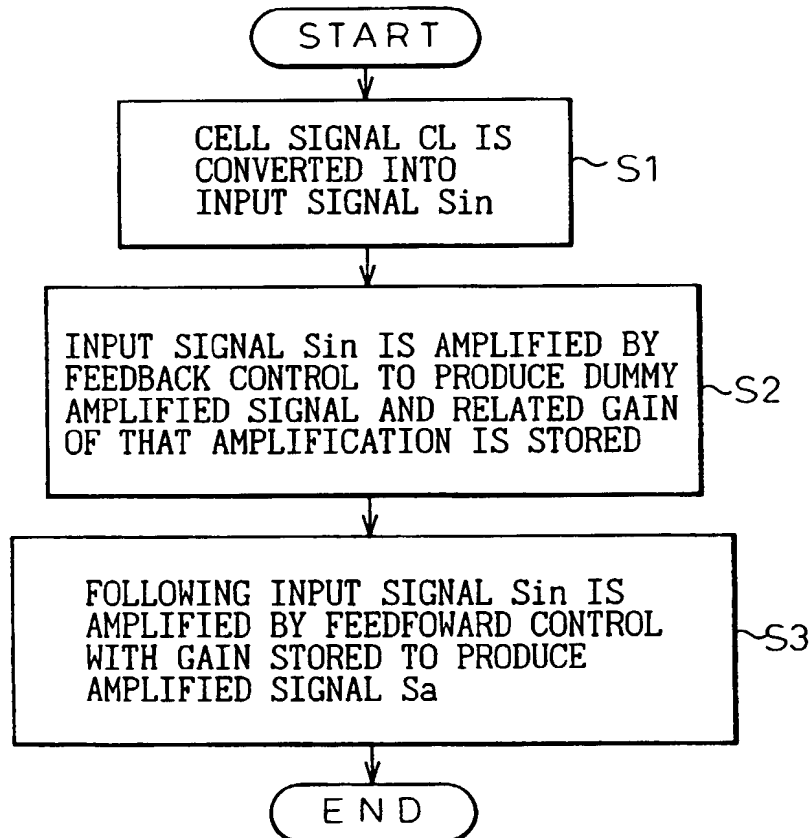 START
CELL SIGNAL CL IS
CONVERTED INTO
INPUT SIGNAL Sin
S1
INPUT SIGNAL Sin IS AMPLIFIED BY
FEEDBACK CONTROL TO PRODUCE DUMMY
AMPLIFIED SIGNAL AND RELATED GAIN
OF THAT AMPLIFICATION IS STORED
S2
FOLLOWING INPUT SIGNAL Sin IS
AMPLIFIED BY FEEDFOWARD CONTROL
WITH GAIN STORED TO PRODUCE
AMPLIFIED SIGNAL Sa
S3
END